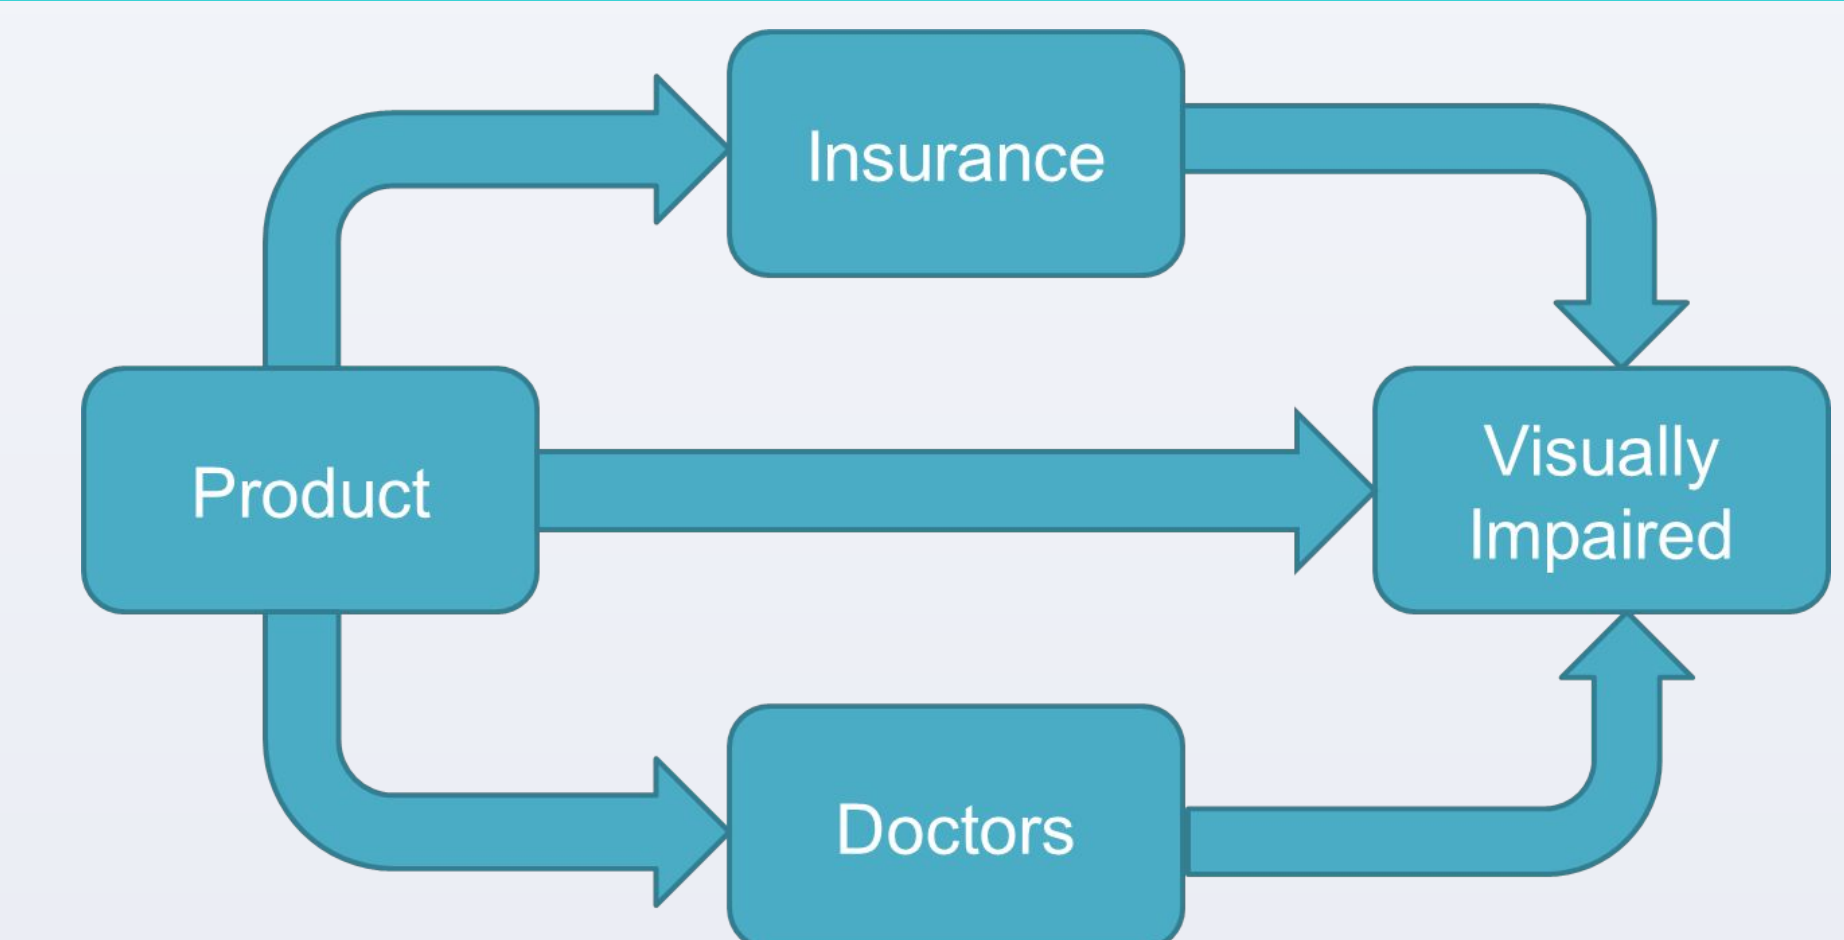 Insurance
Product
Visually
Impaired
Doctors